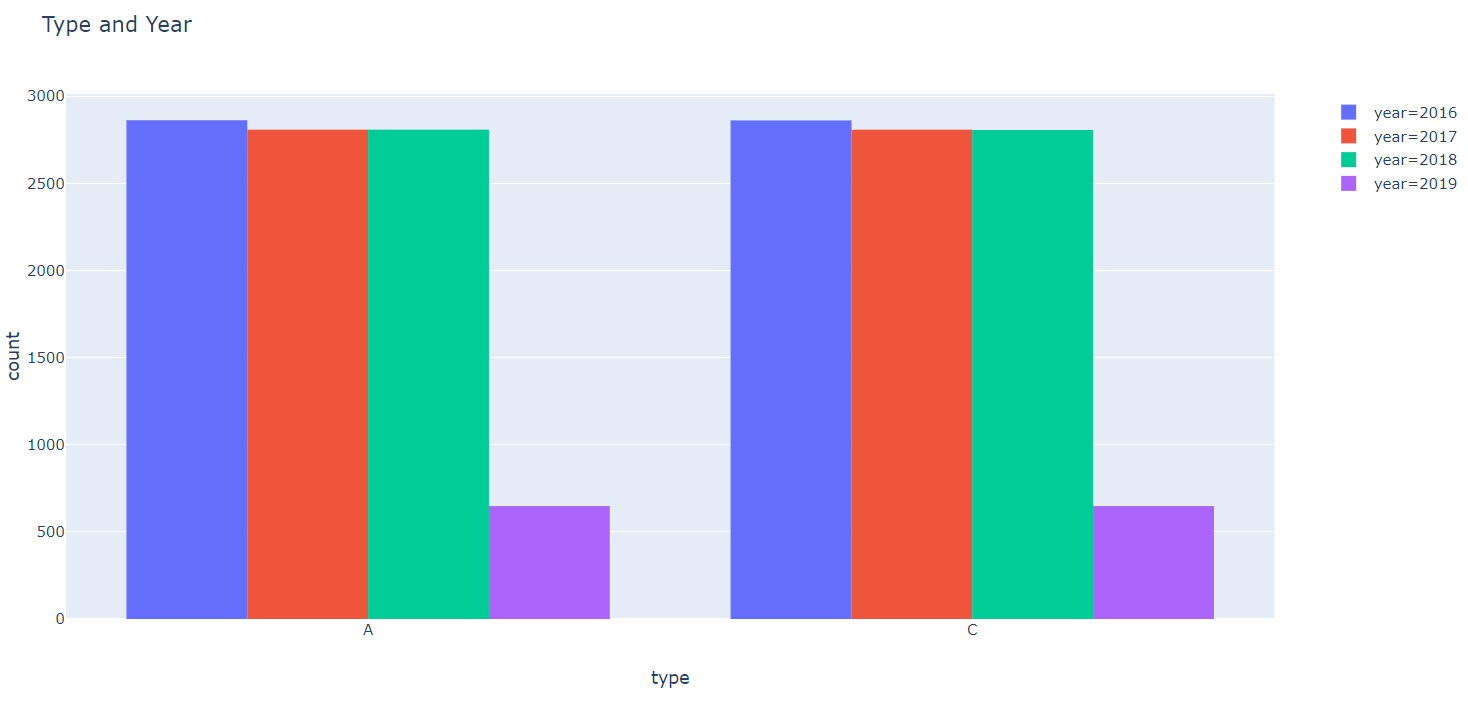 Type and Year
3000
2500
2000
1500
1000
500
0
count
A
C
type
year=2016
year=2017
year=2018
year=2019